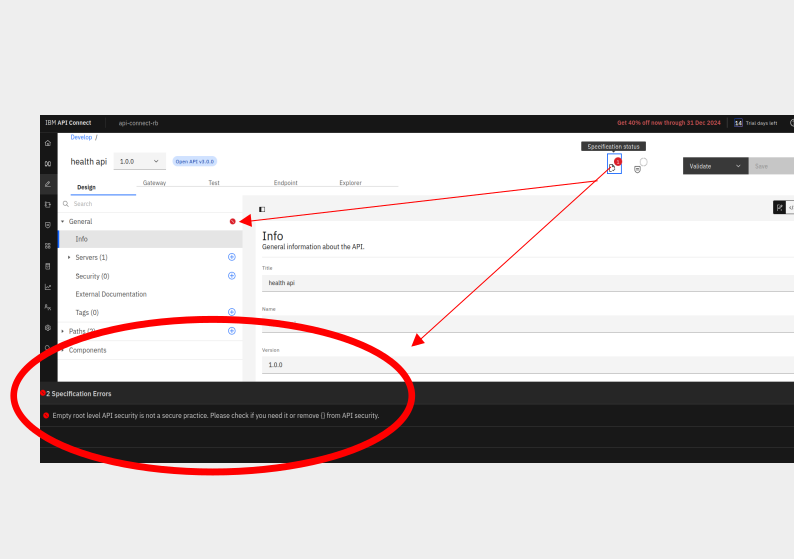 IBM API Connect api-connect-rb Get 40% off now through 31 Dec 2024 14 Trial days left
Develop /
Specification status
health api 1.0.0 Open API v3.0.0 1 Validate Save
Design Gateway Test Endpoint Explorer
Search
General
Info
Info
General information about the API.
Servers (1)
Title
Security (0)
health api
External Documentation
Tags (0)
Name
Paths
Components
Version
1.0.0
2 Specification Errors
Empty root level API security is not a secure practice. Please check if you need it or remove {} from API security.